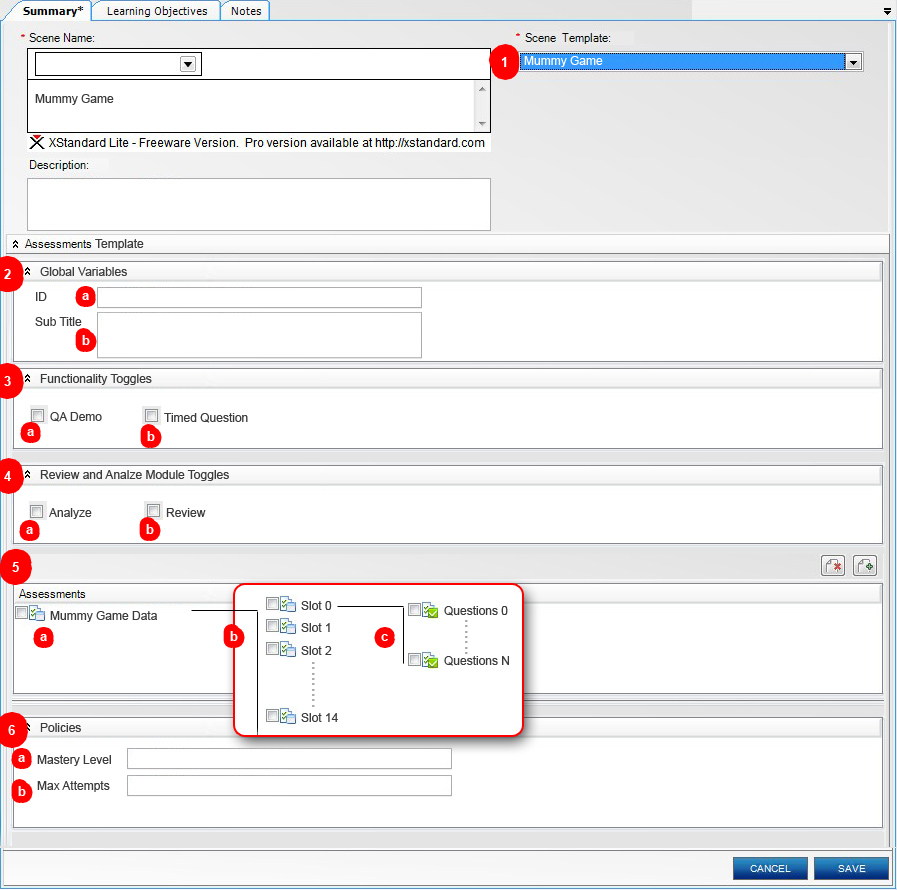 Summary* Learning Objectives Notes
* Scene Name: * Scene Template:
1 Mummy Game
Mummy Game
XStandard Lite - Freeware Version. Pro version available at http://xstandard.com
Description:
Assessments Template
2 Global Variables
ID a
Sub Title
b
3 Functionality Toggles
QA Demo Timed Question
a b
4 Review and Analze Module Toggles
Analyze Review
a b
5
Assessments
Mummy Game Data
a
b
Slot 0
Slot 1
Slot 2
Slot 14
c
Questions 0
Questions N
6 Policies
a Mastery Level
b Max Attempts
CANCEL SAVE